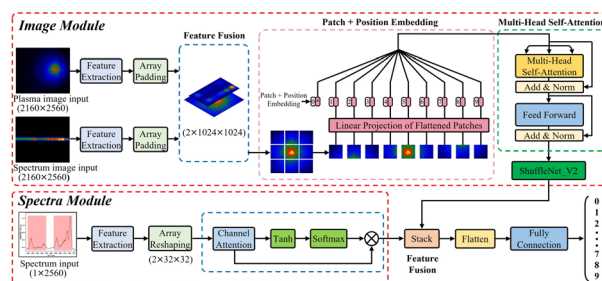 Image Module
Plasma image input
(2160×2560)
Feature
Extraction
Array
Padding
Spectrum image input
(2160×2560)
Feature
Extraction
Array
Padding
Feature Fusion
(2×1024×1024)
Patch + Position Embedding
Patch + Position
Embedding
Linear Projection of Flattened Patches
Multi-Head Self-Attention
Multi-Head
Self-Attention
Add & Norm
Feed Forward
Add & Norm
ShuffleNet_V2
Spectra Module
Spectrum input
(1×2560)
Feature
Extraction
Array
Reshaping
(2×32×32)
Channel
Attention
Tanh
Softmax
Stack
Feature
Fusion
Flatten
Fully
Connection
0
1
2
7
8
9